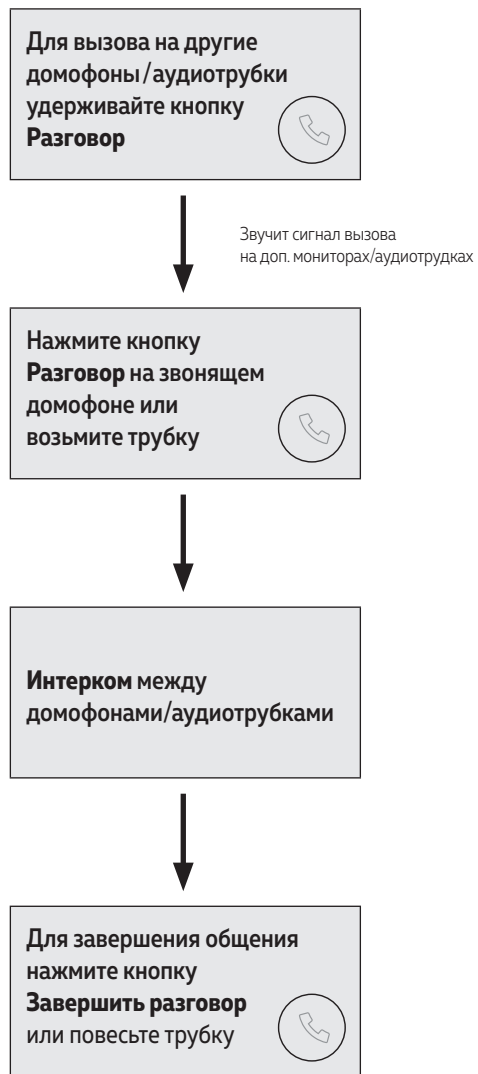 Для вызова на другие
домофоны/аудиотрубки
удерживайте кнопку
Разговор
Звучит сигнал вызова
на доп. мониторах/аудиотрудках
Нажмите кнопку
Разговор на звонящем
домофоне или
возьмите трубку
Интерком между
домофонами/аудиотрубками
Для завершения общения
нажмите кнопку
Завершить разговор
или повесьте трубку